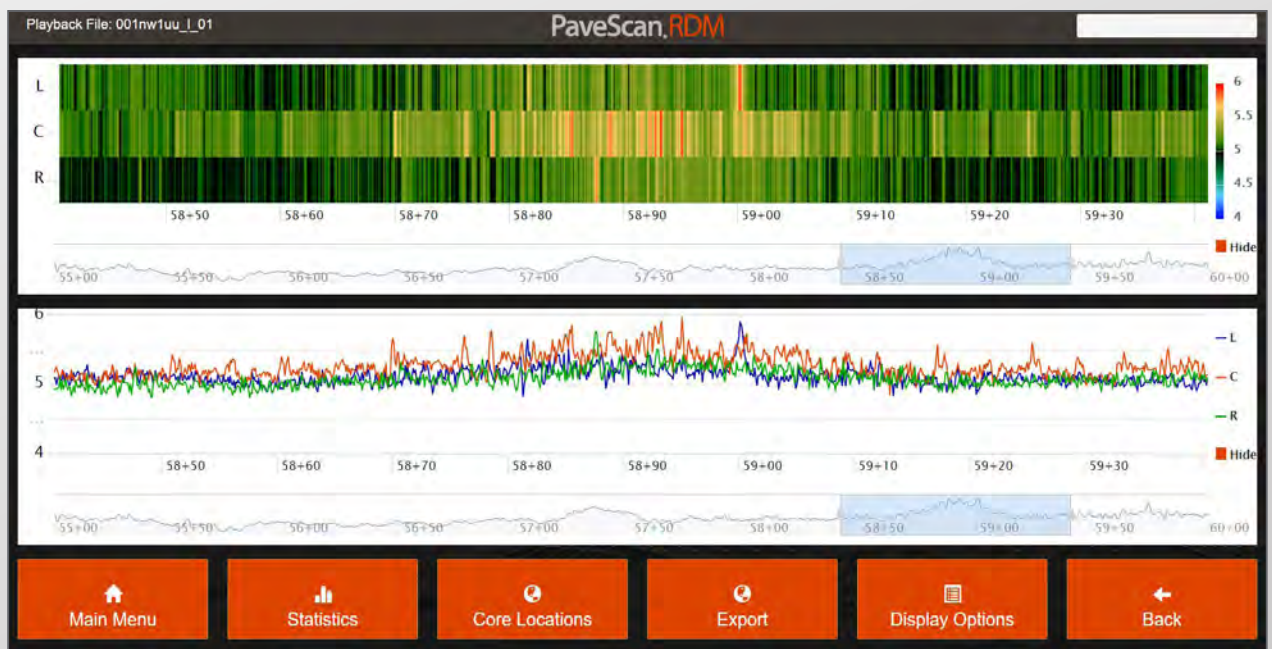 Playback File: 001nw1uu_l_01
PaveScan.RDM
L
C
R
6
5.5
5
4.5
4
58+50 58+60 58+70 58+80 58+90 59+00 59+10 59+20 59+30
Hide
55+00 55+50 56+00 56+50 57+00 57+50 58+00 58+50 59+00 59+50 60+00
6
...
5
...
4
L
C
R
Hide
58+50 58+60 58+70 58+80 58+90 59+00 59+10 59+20 59+30
55+00 55+50 56+00 56+50 57+00 57+50 58+00 58+50 59+00 59+50 60+00
Main Menu
Statistics
Core Locations
Export
Display Options
Back